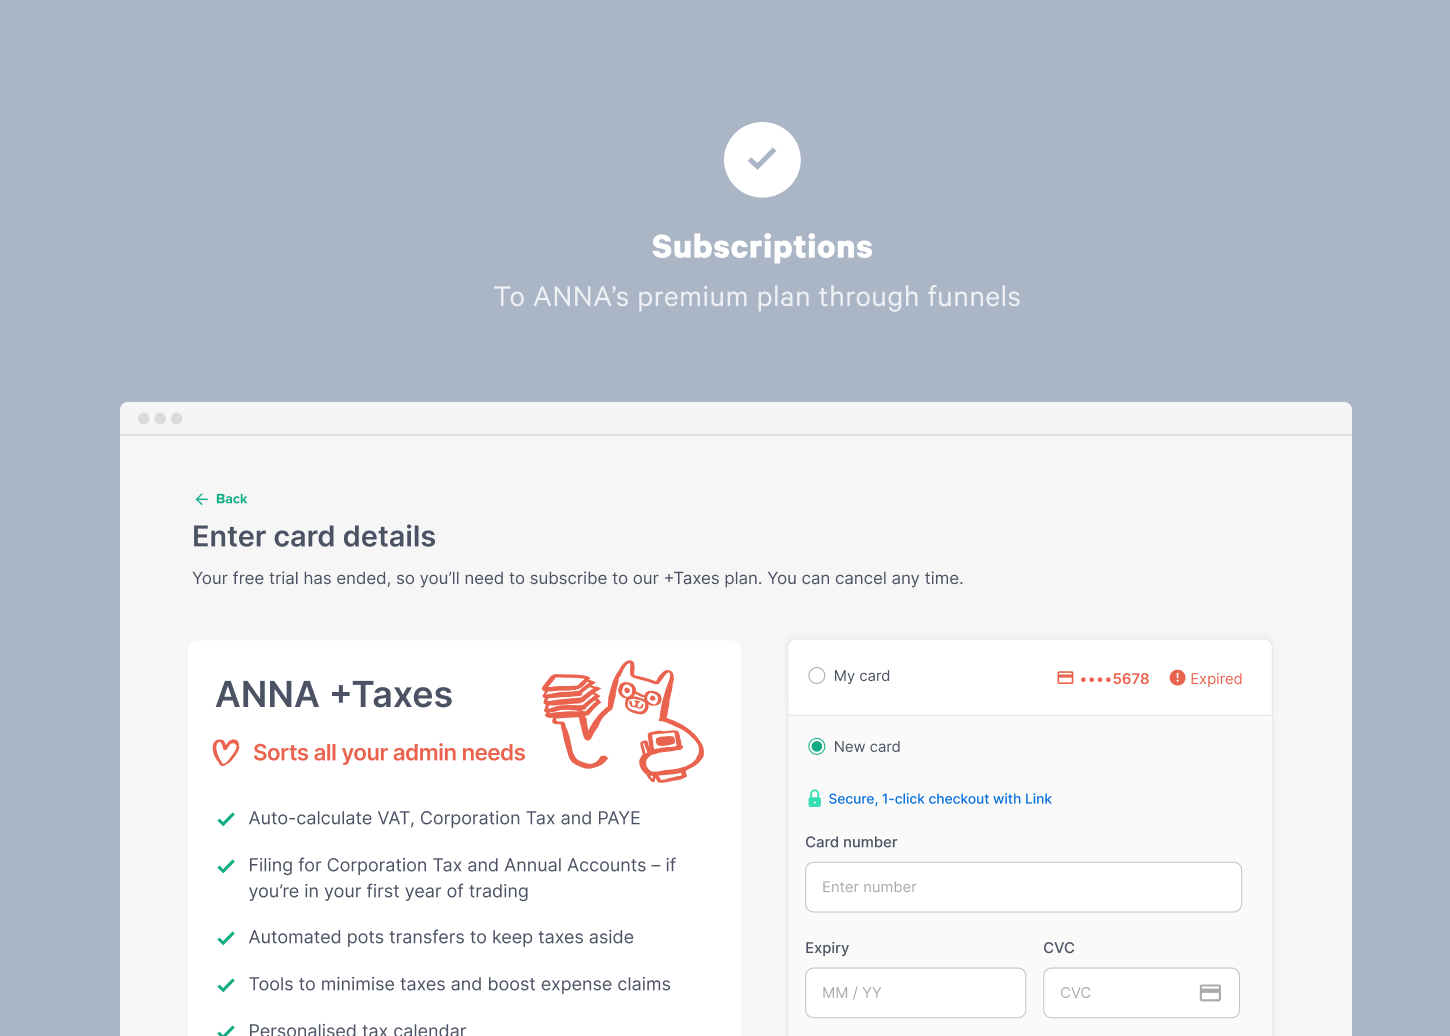 Subscriptions
To ANNA’s premium plan through funnels
Back
Enter card details
Your free trial has ended, so you’ll need to subscribe to our +Taxes plan. You can cancel any time.
ANNA +Taxes
Sorts all your admin needs
Auto-calculate VAT, Corporation Tax and PAYE
Filing for Corporation Tax and Annual Accounts – if
you’re in your first year of trading
Automated pots transfers to keep taxes aside
Tools to minimise taxes and boost expense claims
Personalised tax calendar
My card
••••5678
Expired
New card
Secure, 1-click checkout with Link
Card number
Enter number
Expiry
CVC
MM / YY
CVC